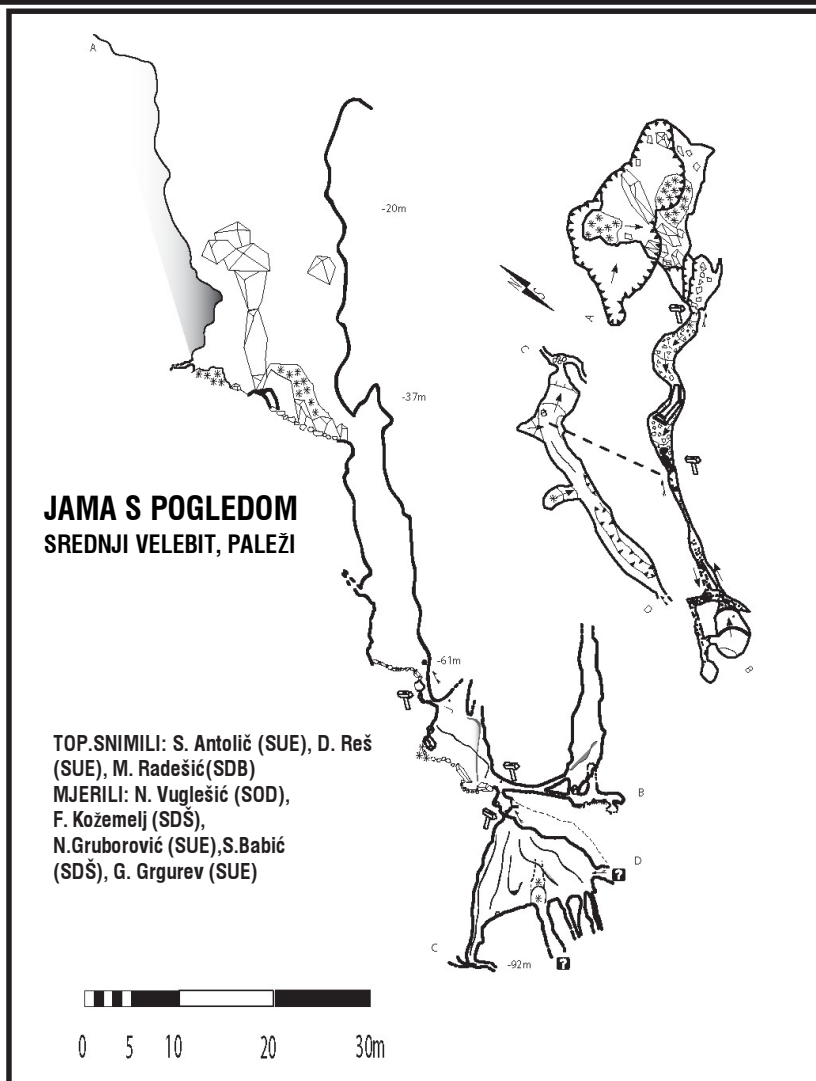 A
-20m
-37m
N
S
A
C
D
B
JAMA S POGLEDOM
SREDNJI VELEBIT, PALEŽI
-61m
TOP.SNIMILI: S. Antolič (SUE), D. Reš
(SUE), M. Radešić(SDB)
MJERILI: N. Vuglešić (SOD),
F. Kožemelj (SDŠ),
N.Gruborović (SUE),S.Babić
(SDŠ), G. Grgurev (SUE)
B
D
?
C
-92m
?
0 5 10 20 30m